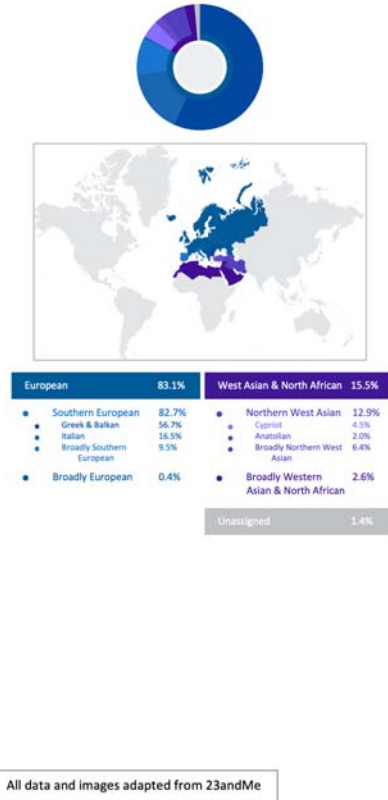 European 83.1%
Southern European 82.7%
Greek & Balkan 56.7%
Italian 16.5%
Broadly Southern 9.5%
European
Broadly European 0.4%
West Asian & North African 15.5%
Northern West Asian 12.9%
Cypriot 4.5%
Anatolian 2.0%
Broadly Northern West 6.4%
Asian
Broadly Western 2.6%
Asian & North African
Unassigned 1.4%
All data and images adapted from 23andMe